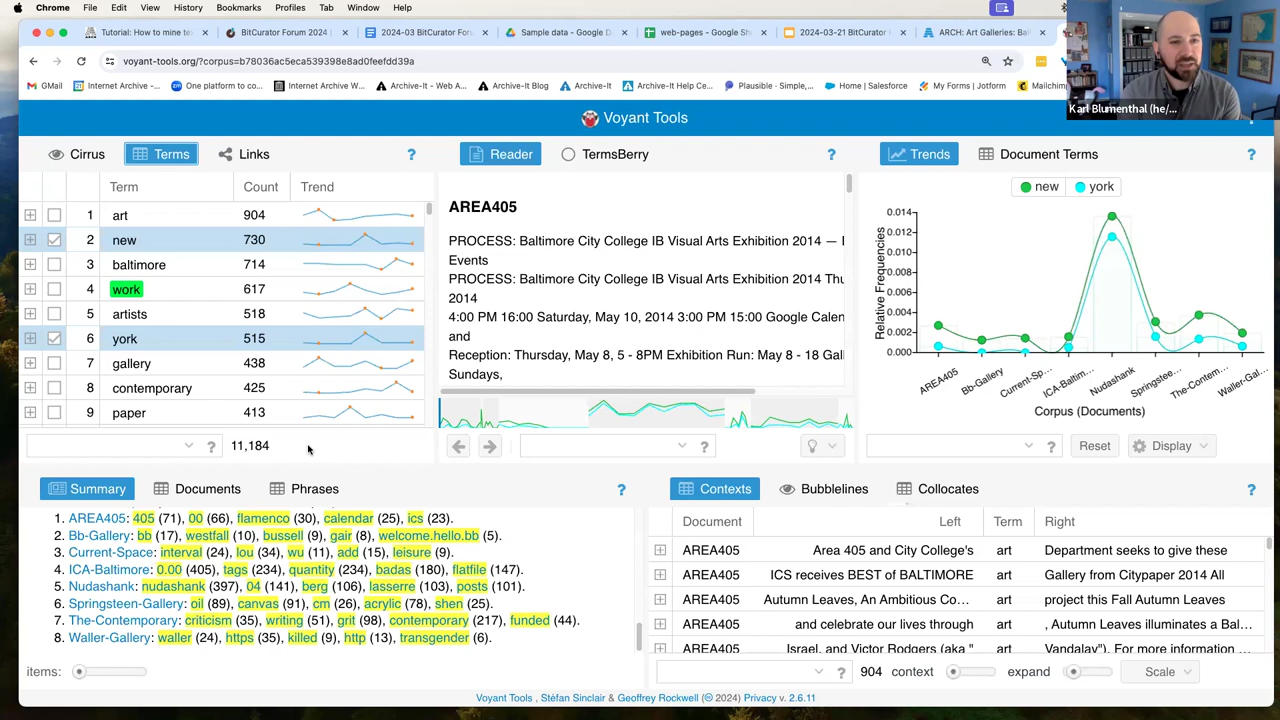 Chrome File Edit View History Bookmarks Profiles Tab Window Help
Tutorial: How to mine te
BitCurator Forum 2024 |
2024-03 BitCurator Foru
Sample data - Google D
web-pages - Google She
2024-03-21 BitCurator
ARCH: Art Galleries: Bal
voyant-tools.org/?corpus=b78036ac5eca539398e8ad0feefdd39a
GMail
Internet Archive -...
One platform to co...
Internet Archive W...
Archive-It - Web A...
Archive-It Blog
Archive-It
Archive-It Help Ce...
Plausible · Simple,...
Home | Salesforce
My Forms | Jotform
Mailchimp
Karl Blumenthal (he/...
Voyant Tools
Cirrus Terms Links ?
Term Count Trend
1 art 904
2 new 730
3 baltimore 714
4 work 617
5 artists 518
6 york 515
7 gallery 438
8 contemporary 425
9 paper 413
? 11,184
Reader TermsBerry ?
AREA405
PROCESS: Baltimore City College IB Visual Arts Exhibition 2014 —
Events
PROCESS: Baltimore City College IB Visual Arts Exhibition 2014 Thu
2014
4:00 PM 16:00 Saturday, May 10, 2014 3:00 PM 15:00 Google Calen
and
Reception: Thursday, May 8, 5 - 8PM Exhibition Run: May 8 - 18 Gall
Sundays,
?
Trends Document Terms ?
new york
Relative Frequencies
0.014
0.012
0.010
0.008
0.006
0.004
0.002
0.000
AREA405
Bb-Gallery
Current-Sp...
ICA-Baltim...
Nudashank
Springstee...
The-Contem...
Waller-Gal...
Corpus (Documents)
? Reset Display
Summary Documents Phrases ?
1. AREA405: 405 (71), 00 (66), flamenco (30), calendar (25), ics (23).
2. Bb-Gallery: bb (17), westfall (10), bussell (9), gair (8), welcome.hello.bb (5).
3. Current-Space: interval (24), lou (34), wu (11), add (15), leisure (9).
4. ICA-Baltimore: 0.00 (405), tags (234), quantity (234), badas (180), flatfile (147).
5. Nudashank: nudashank (397), 04 (141), berg (106), lasserre (103), posts (101).
6. Springsteen-Gallery: oil (89), canvas (91), cm (26), acrylic (78), shen (25).
7. The-Contemporary: criticism (35), writing (51), grit (98), contemporary (217), funded (44).
8. Waller-Gallery: waller (24), https (35), killed (9), http (13), transgender (6).
items:
Contexts Bubblelines Collocates ?
Document Left Term Right
AREA405 Area 405 and City College's art Department seeks to give these
AREA405 ICS receives BEST of BALTIMORE art Gallery from Citypaper 2014 All
AREA405 Autumn Leaves, An Ambitious Co... art project this Fall Autumn Leaves
AREA405 and celebrate our lives through art , Autumn Leaves illuminates a Bal...
AREA405 Israel, and Victor Rodgers (aka " art Vandalay"). For more information ...
? 904 context expand Scale
Voyant Tools , Stéfan Sinclair & Geoffrey Rockwell (2024) Privacy v. 2.6.11